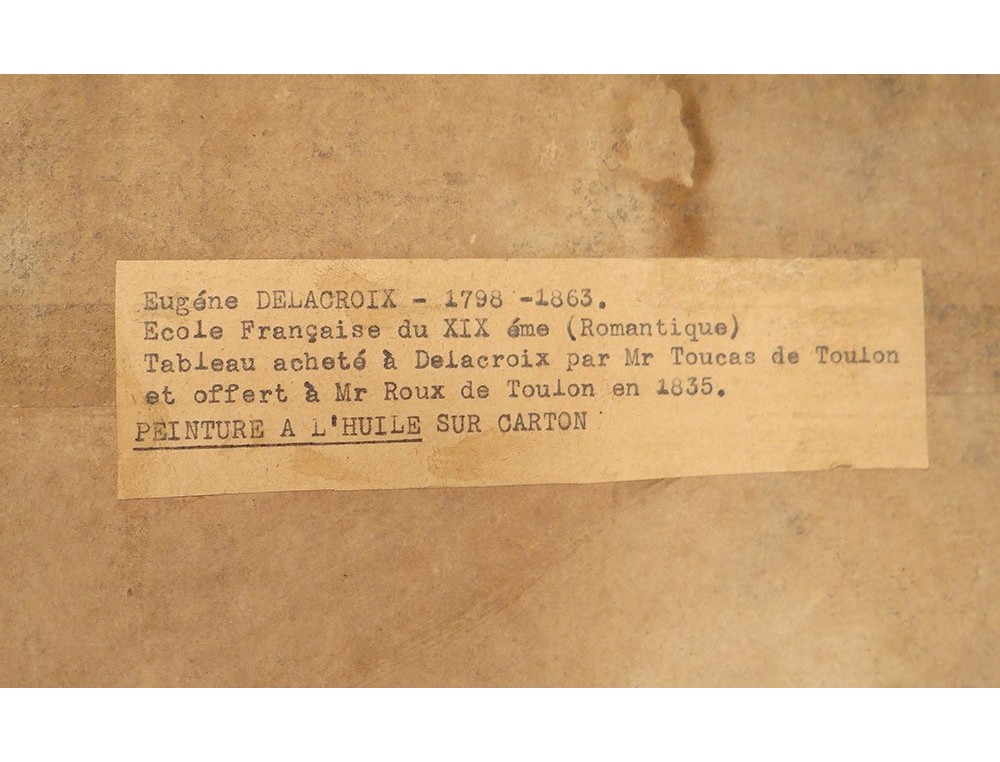 Eugéne DELACROIX - 1798 -1863.
Ecole Française du XIX éme (Romantique)
Tableau acheté à Delacroix par Mr Toucas de Toulon
et offert à Mr Roux de Toulon en 1835.
PEINTURE A L'HUILE SUR CARTON